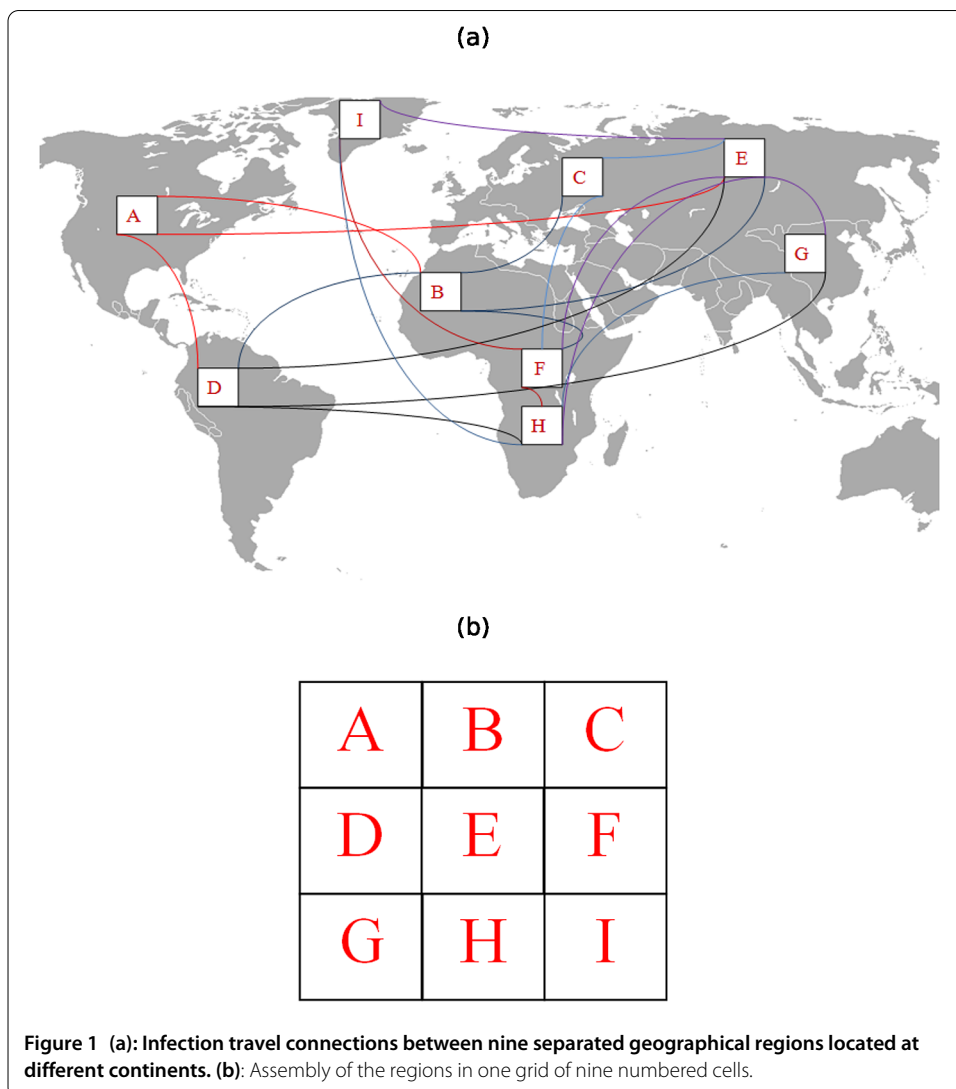 (a)
I
E
C
A
G
B
F
D
H
(b)
A B C
D E F
G H I
Figure 1 (a): Infection travel connections between nine separated geographical regions located at
different continents. (b): Assembly of the regions in one grid of nine numbered cells.